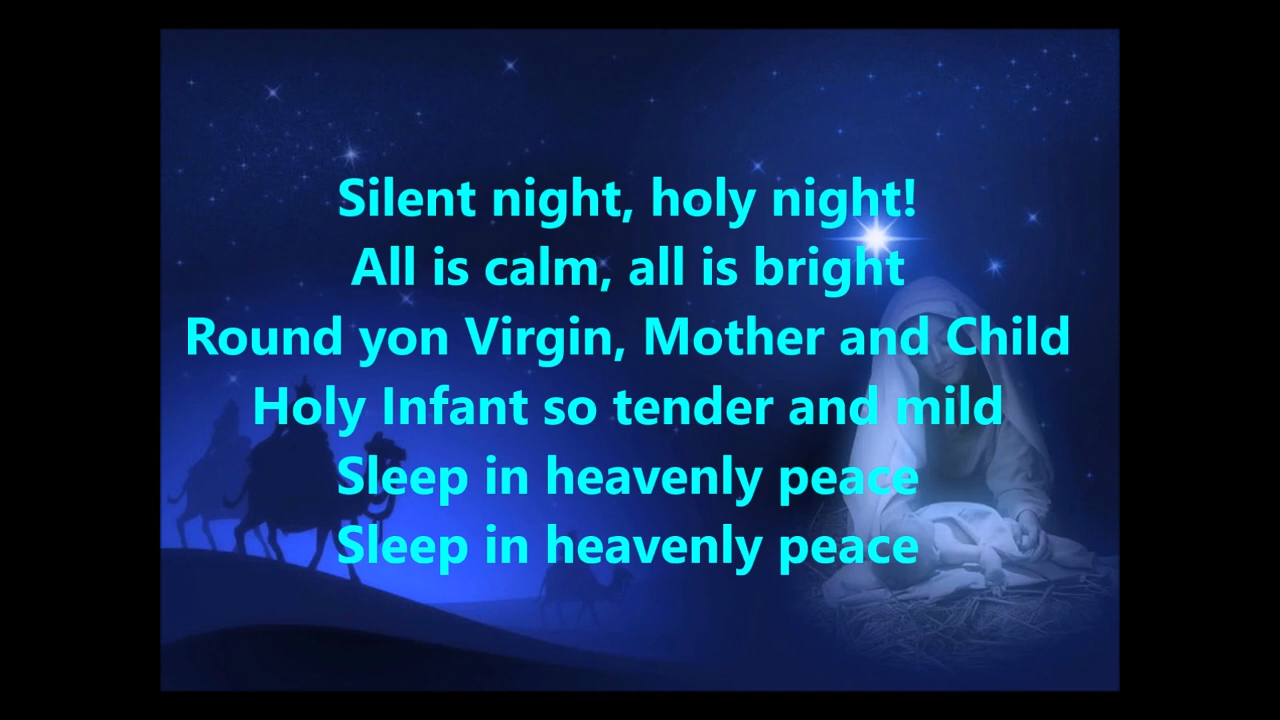 Silent night, holy night!
All is calm, all is bright
Round yon Virgin, Mother and Child
Holy Infant so tender and mild
Sleep in heavenly peace
Sleep in heavenly peace